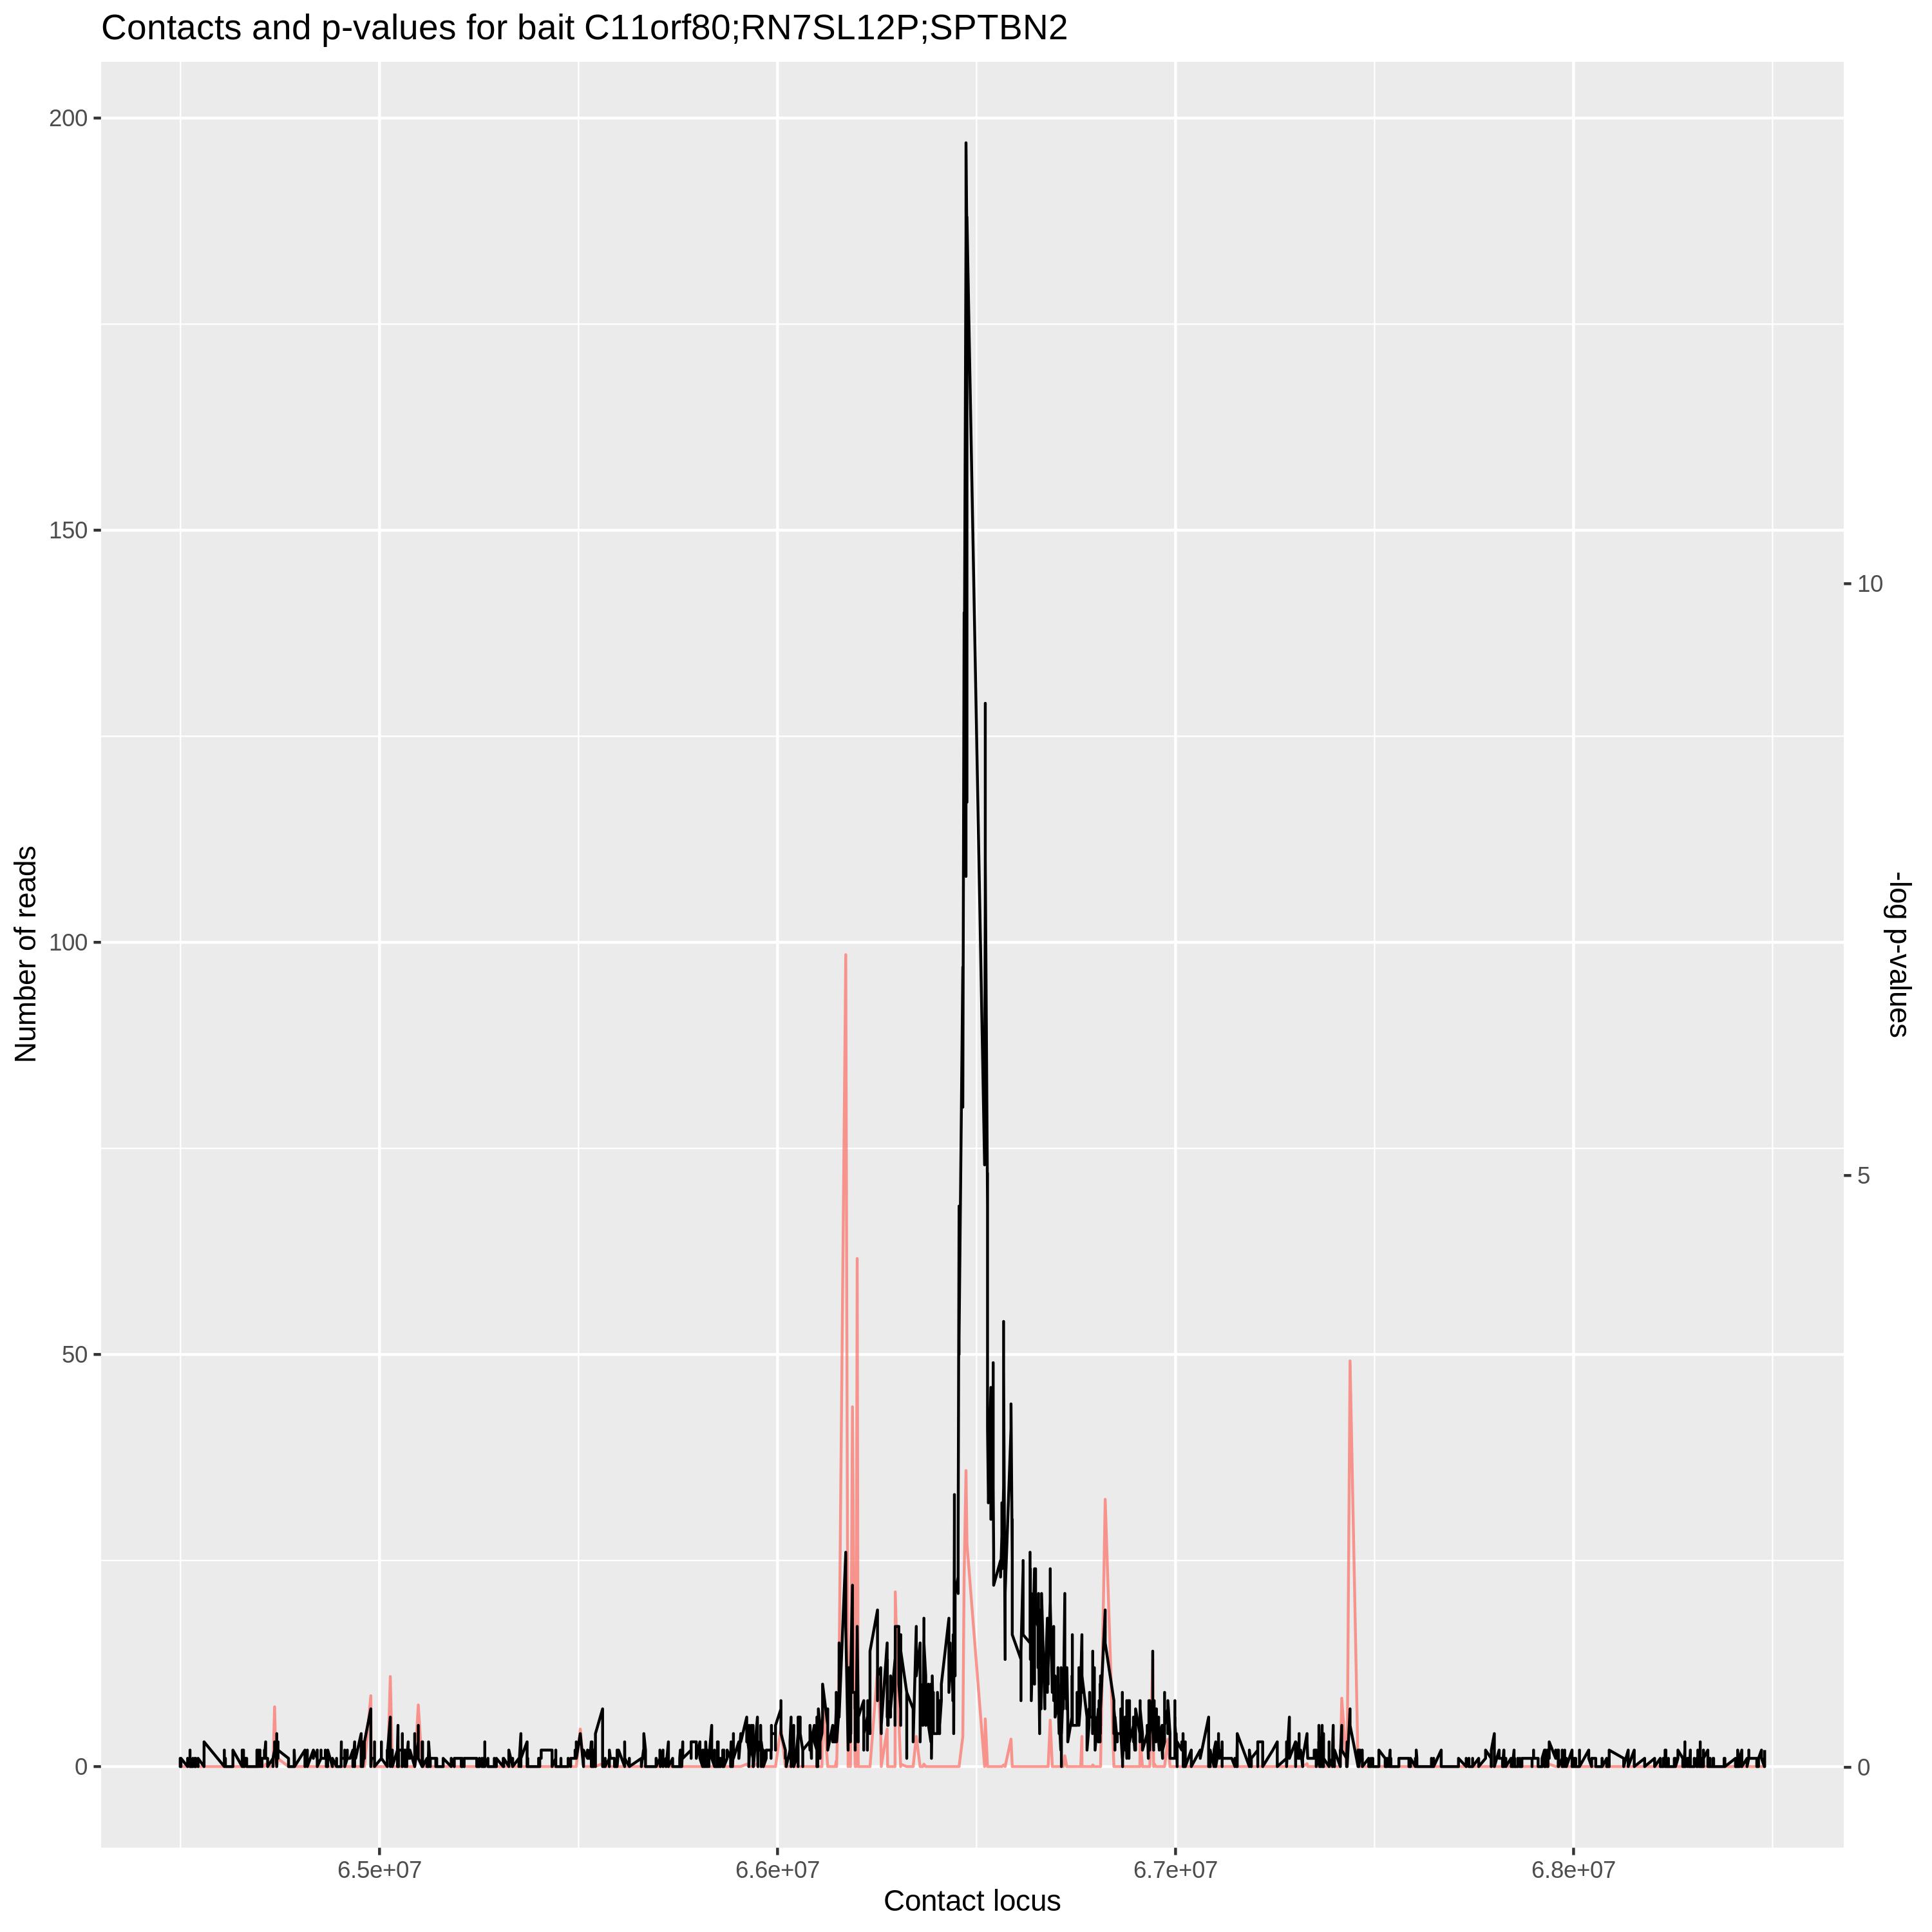 Contacts and p-values for bait C11orf80;RN7SL12P;SPTBN2
200
150
100
50
0
Number of reads
10
5
0
-log p-values
6.5e+07
6.6e+07
6.7e+07
6.8e+07
Contact locus